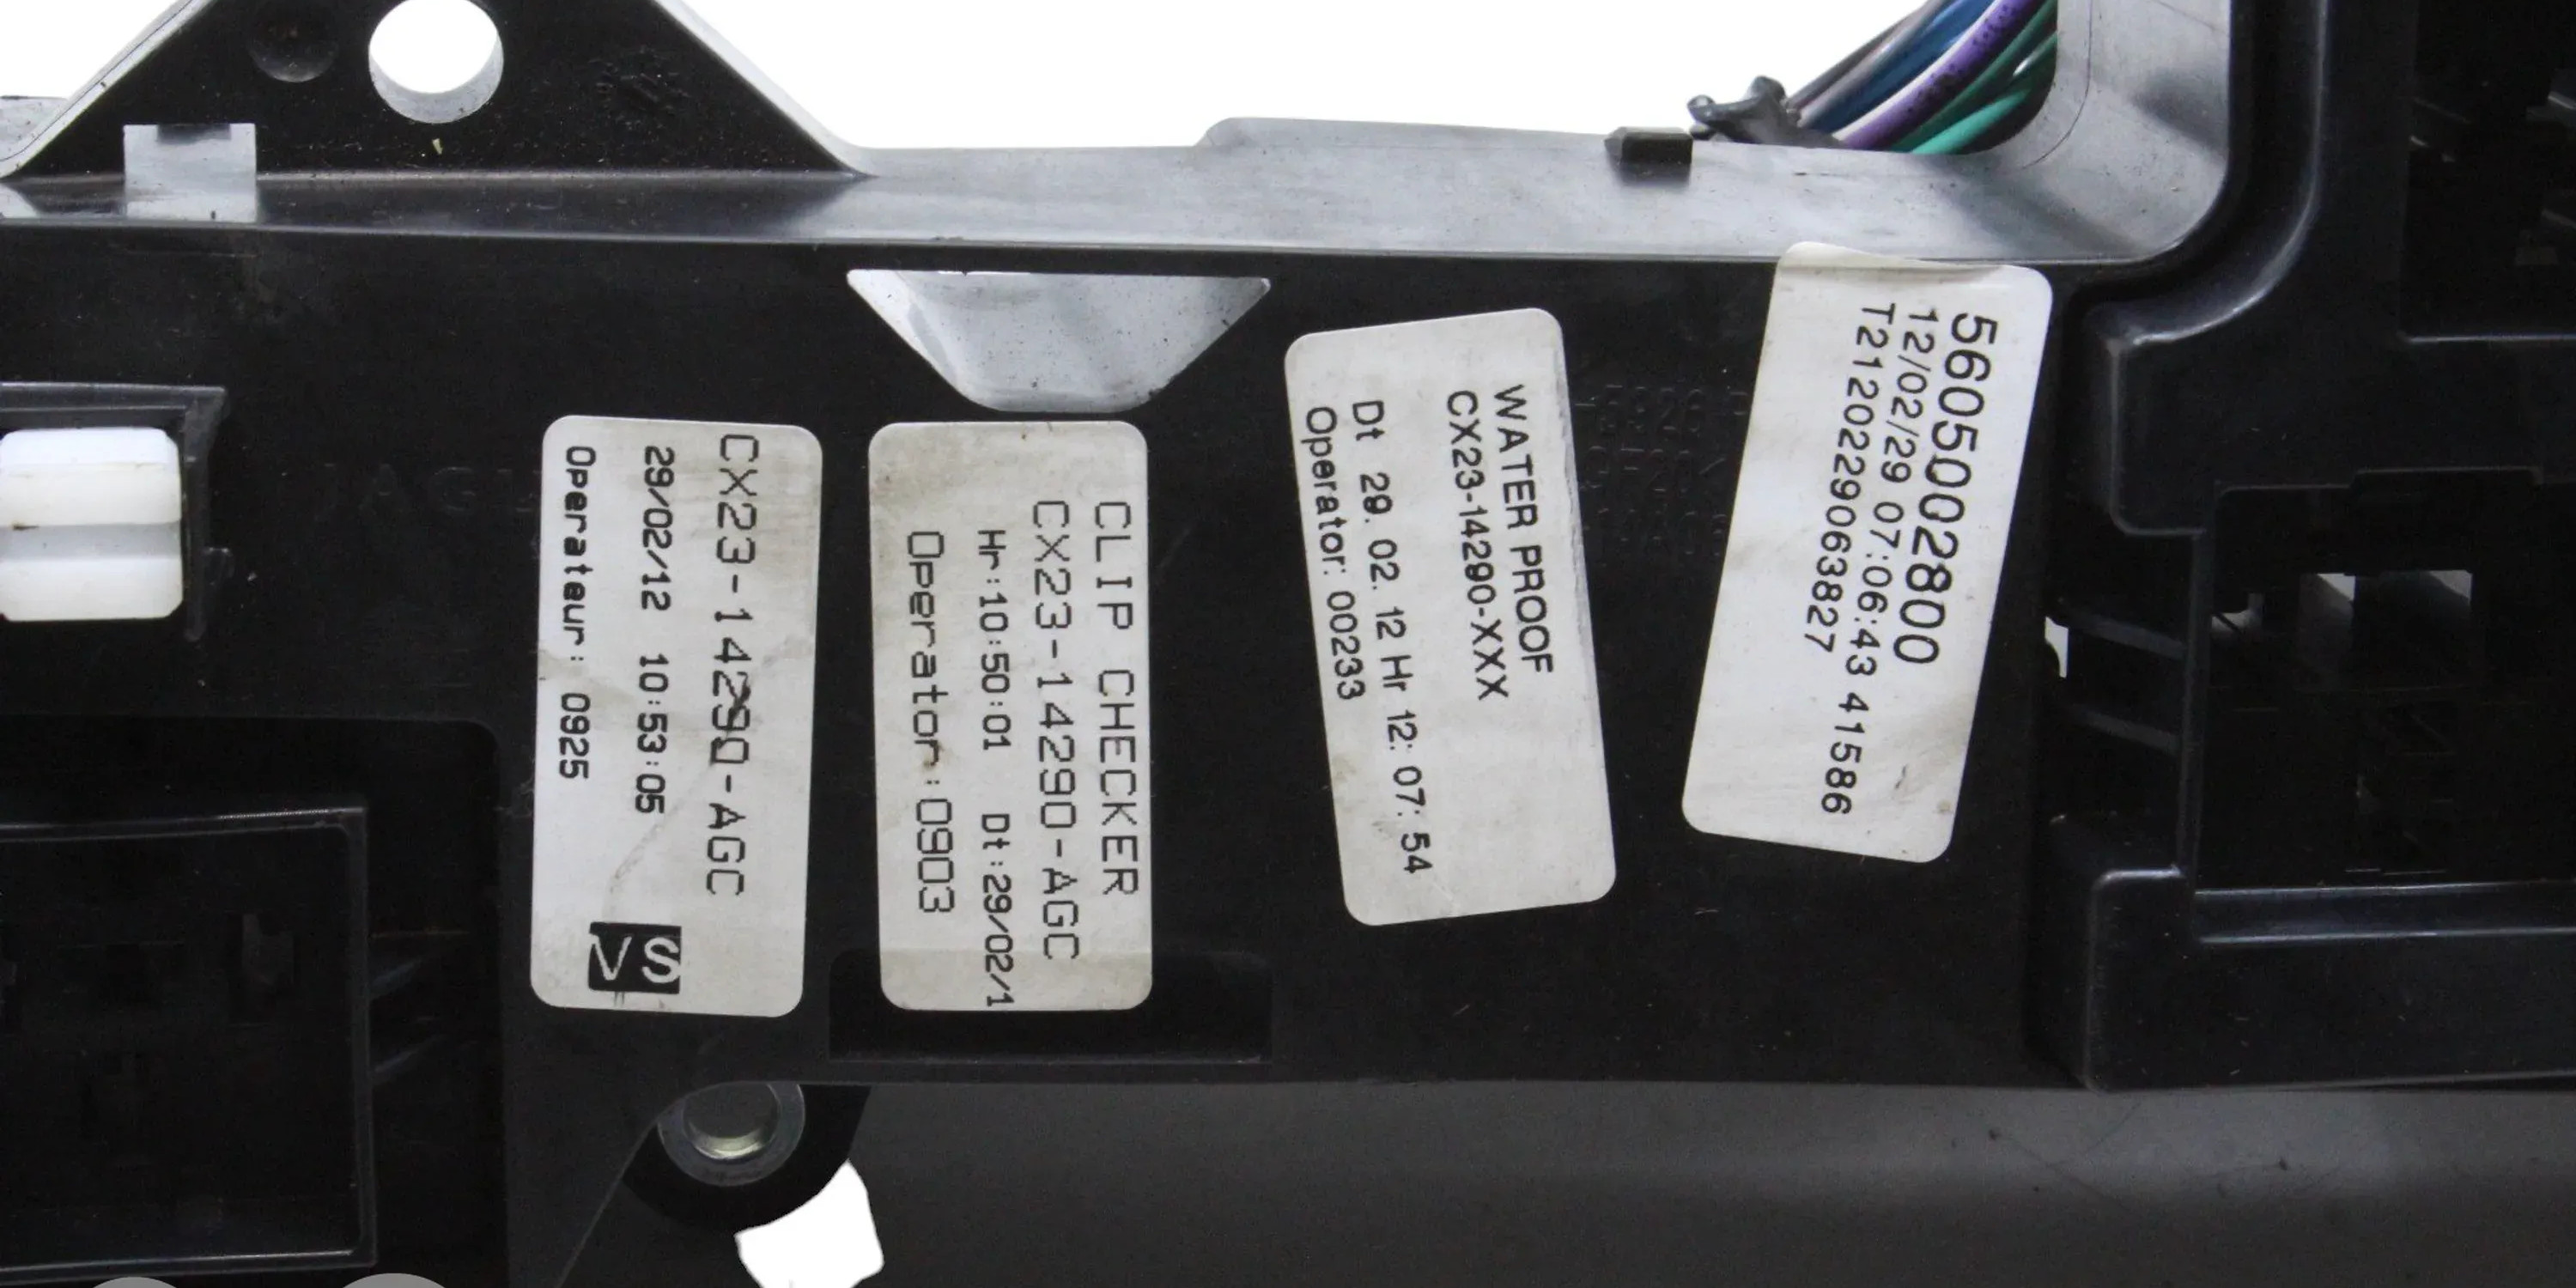 CX23-14290-AGC
29/02/12 10:53:05
Operateur: 0925
VS
CLIP CHECKER
CX23-14290-AGC
Hr:10:50:01 Dt:29/02/1
Operator:0903
WATER PROOF
CX23-14290-XXX
Dt 29. 02. 12 Hr 12: 07: 54
Operator: 00233
5605002800
12/02/29 07:06:43 41586
T212022906​3827